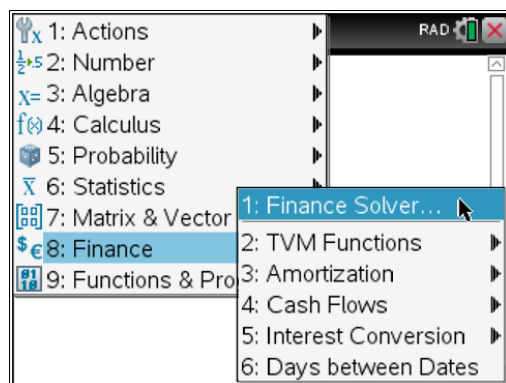 1: Actions
RAD
2: Number
3: Algebra
4: Calculus
5: Probability
6: Statistics
7: Matrix & Vector
8: Finance
9: Functions & Pro
1: Finance Solver...
2: TVM Functions
3: Amortization
4: Cash Flows
5: Interest Conversion
6: Days between Dates